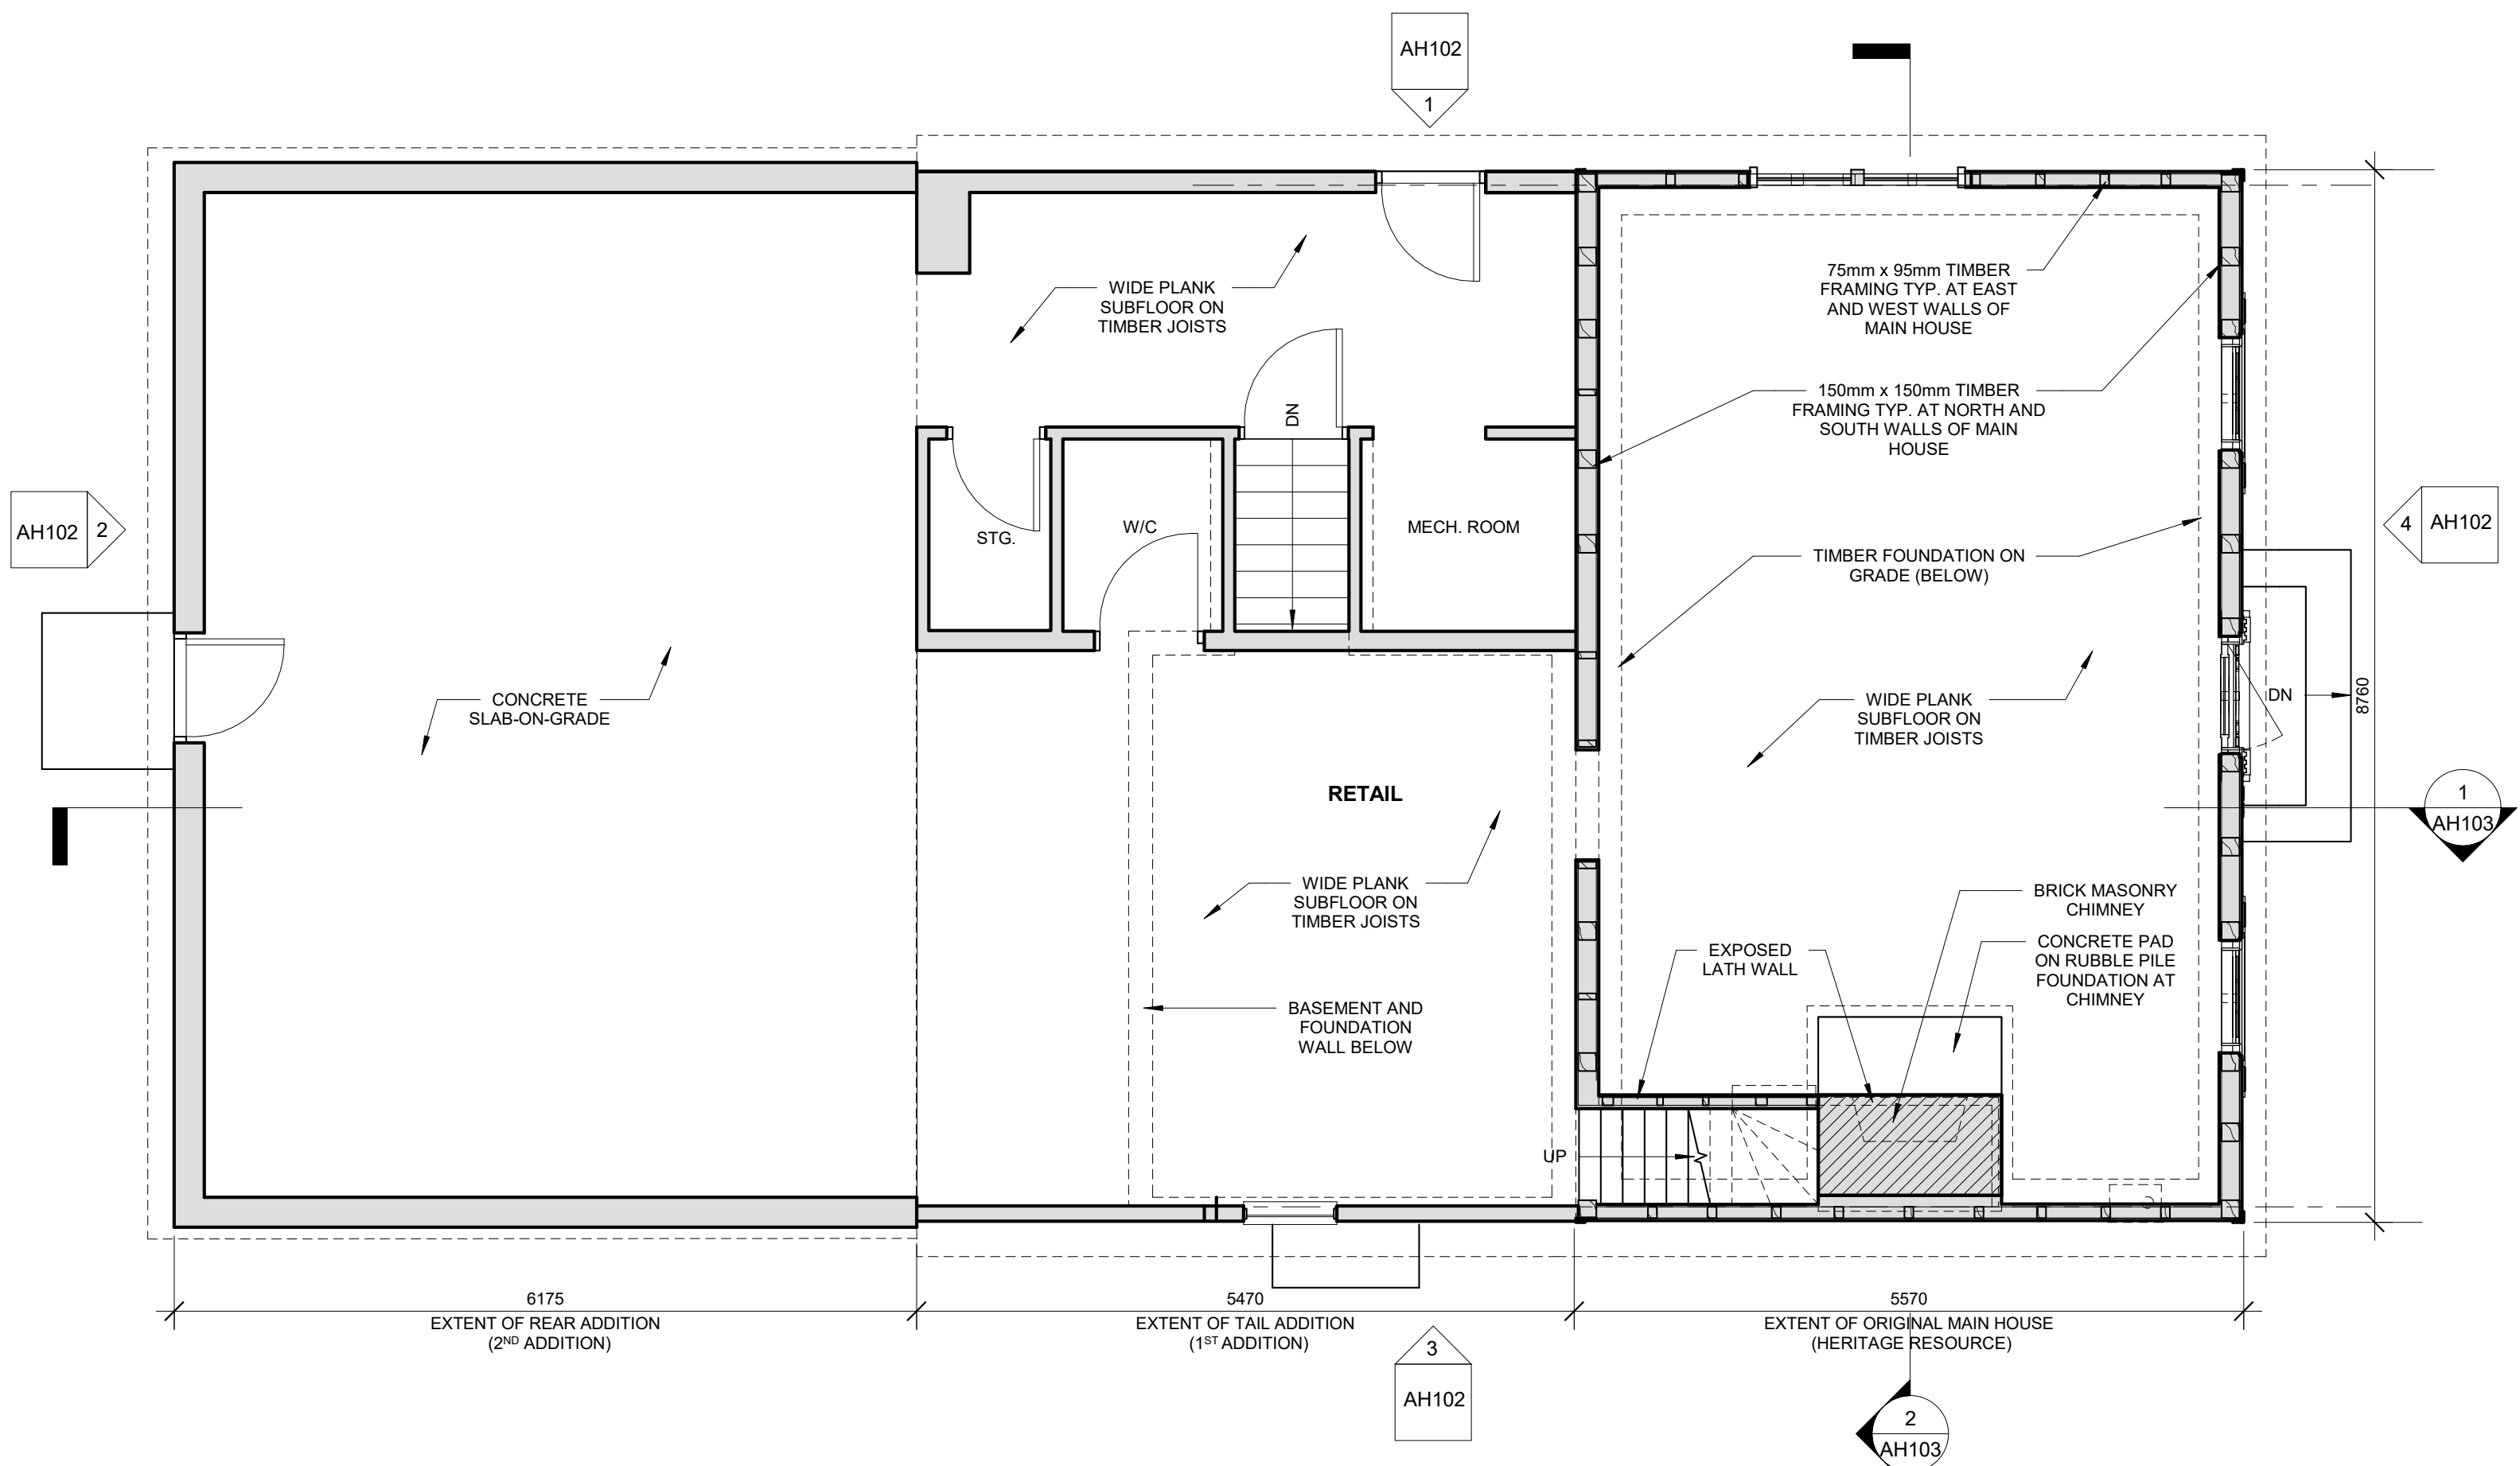 AH102
1
WIDE PLANK
SUBFLOOR ON
TIMBER JOISTS
75mm x 95mm TIMBER
FRAMING TYP. AT EAST
AND WEST WALLS OF
MAIN HOUSE
150mm x 150mm TIMBER
FRAMING TYP. AT NORTH AND
SOUTH WALLS OF MAIN
HOUSE
DN
AH102
2
STG.
W/C
MECH. ROOM
TIMBER FOUNDATION ON
GRADE (BELOW)
4
AH102
CONCRETE
SLAB-ON-GRADE
WIDE PLANK
SUBFLOOR ON
TIMBER JOISTS
DN
8760
RETAIL
1
AH103
WIDE PLANK
SUBFLOOR ON
TIMBER JOISTS
BRICK MASONRY
CHIMNEY
EXPOSED
LATH WALL
CONCRETE PAD
ON RUBBLE PILE
FOUNDATION AT
CHIMNEY
BASEMENT AND
FOUNDATION
WALL BELOW
UP
6175
EXTENT OF REAR ADDITION
(2ND ADDITION)
5470
EXTENT OF TAIL ADDITION
(1ST ADDITION)
5570
EXTENT OF ORIGINAL MAIN HOUSE
(HERITAGE RESOURCE)
3
AH102
2
AH103